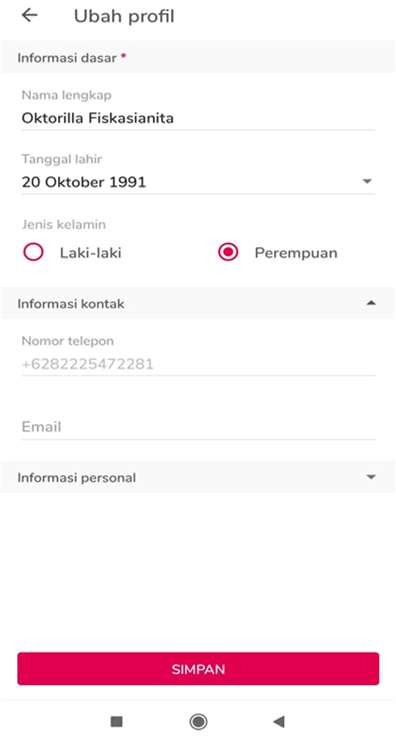 Ubah profil
Informasi dasar *
Nama lengkap
Oktorilla Fiskasianita
Tanggal lahir
20 Oktober 1991
Jenis kelamin
Laki-laki Perempuan
Informasi kontak
Nomor telepon
+6282225472281
Email
Informasi personal
SIMPAN